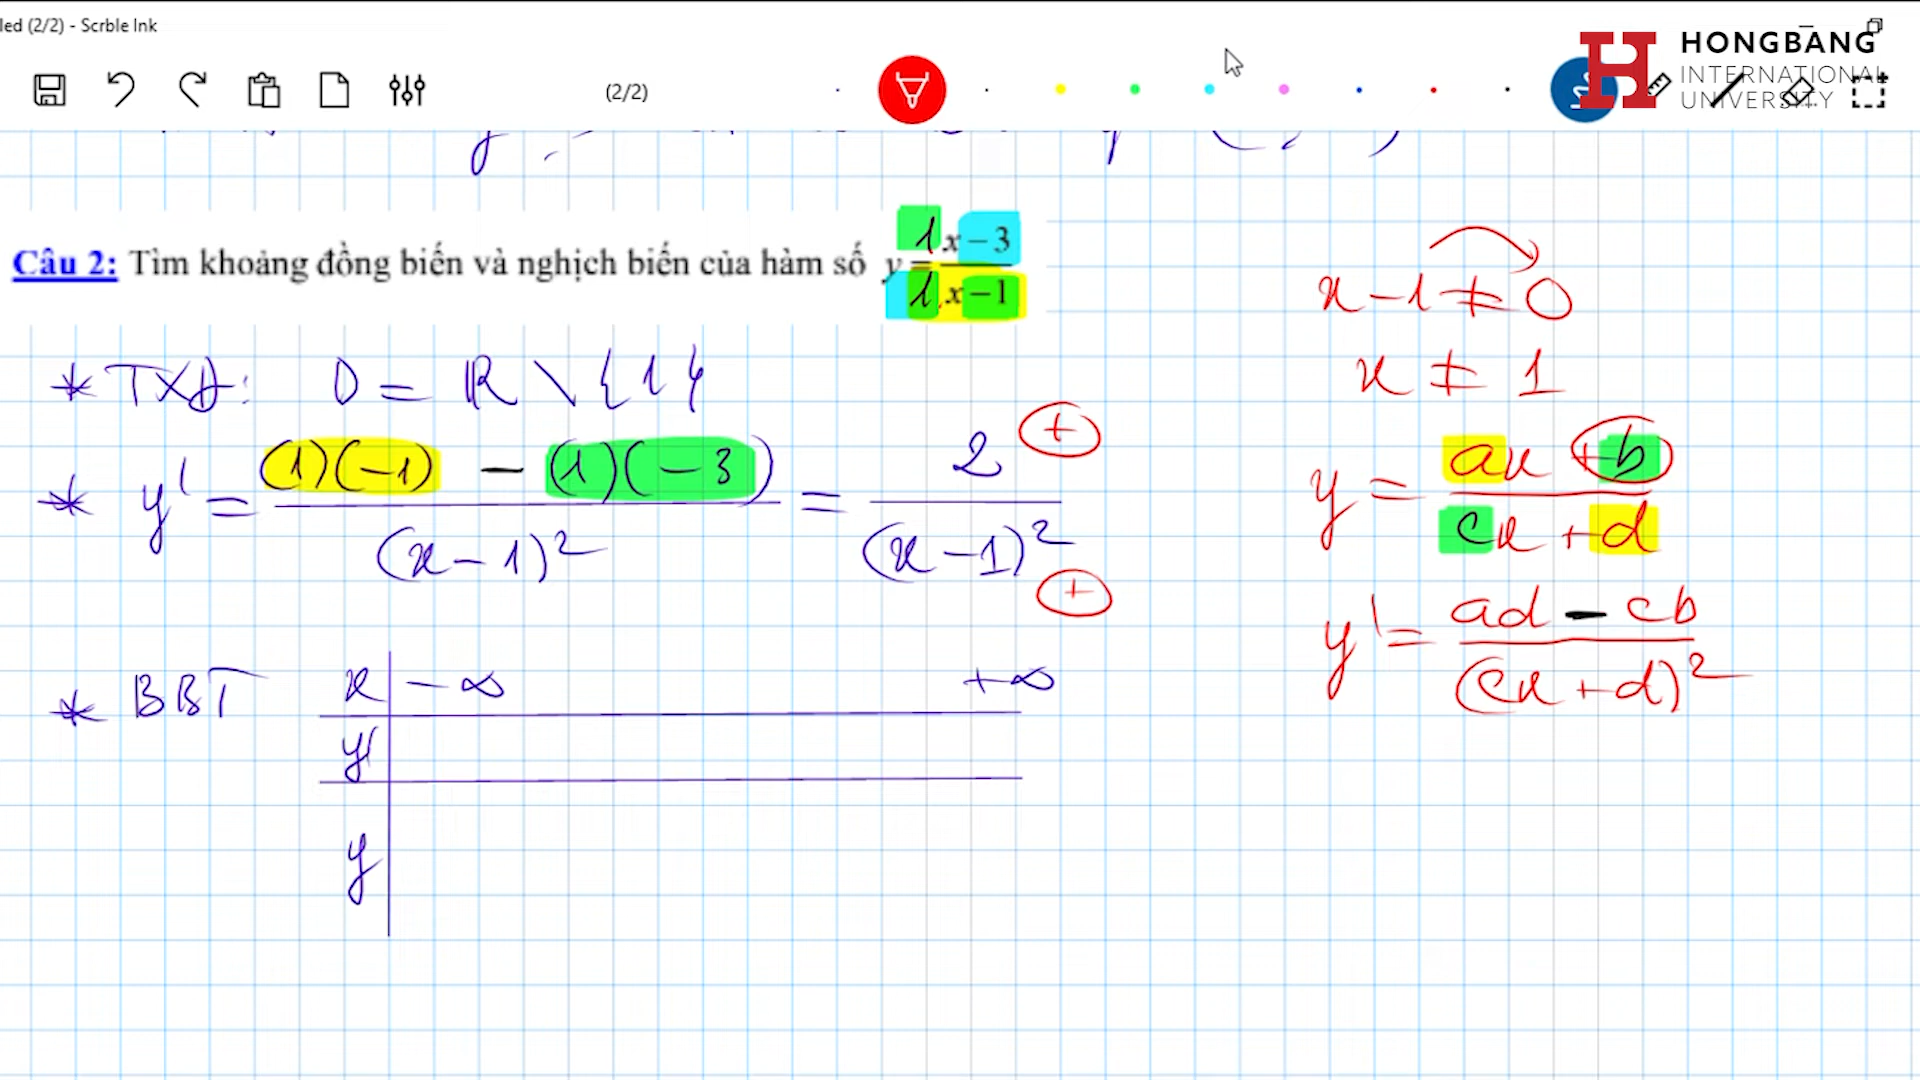 led (2/2) - Scrble Ink
(2/2)
HONGBANG
INTERNATIONAL
UNIVERSITY
Câu 2: Tìm khoảng đồng biến và nghịch biến của hàm số y = (1x - 3)/(1x - 1)
x - 1 ≠ 0
x ≠ 1
* TXĐ: D = R \ {1}
* y' = ((1)(-1) - (1)(-3))/(x - 1)² = 2/(x - 1)²
+
+
y = (ax + b)/(cx + d)
y' = (ad - cb)/(cx + d)²
* BBT
x -∞ +∞
y'
y